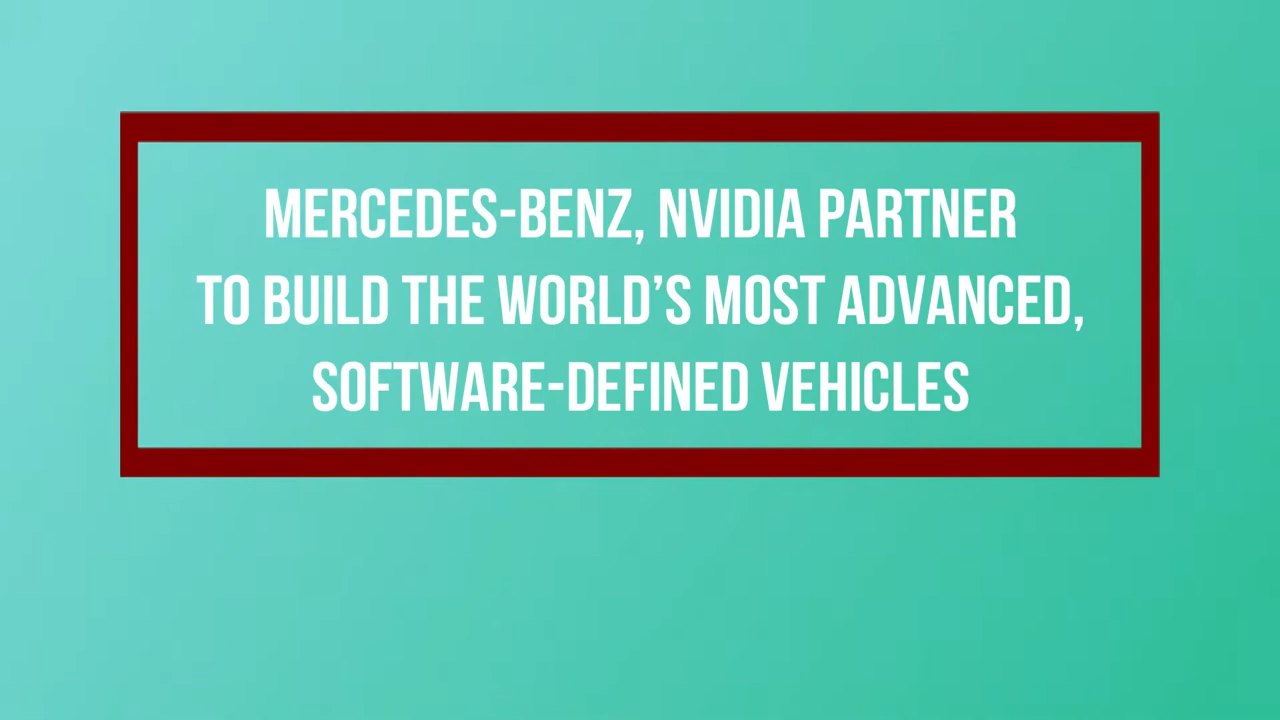 MERCEDES-BENZ, NVIDIA PARTNER
TO BUILD THE WORLD’S MOST ADVANCED,
SOFTWARE-DEFINED VEHICLES